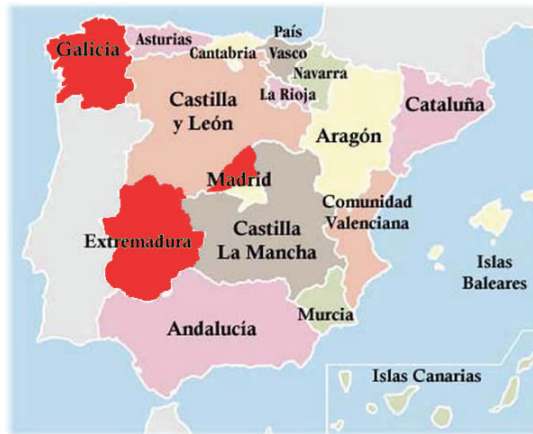 Galicia
Asturias
Cantabria
País
Vasco
Navarra
La Rioja
Castilla
y León
Aragón
Cataluña
Madrid
Extremadura
Castilla
La Mancha
Comunidad
Valenciana
Islas
Baleares
Andalucía
Murcia
Islas Canarias